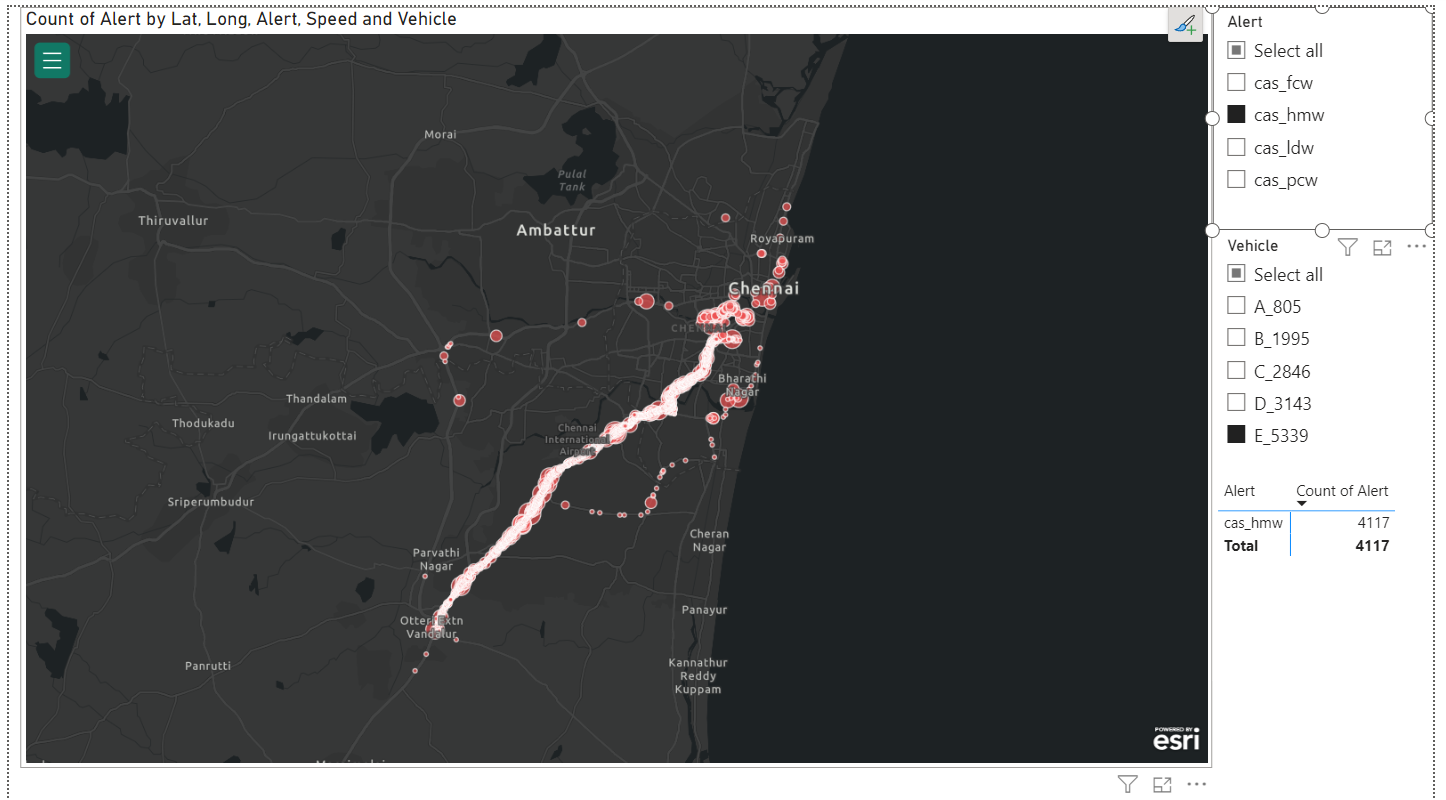 Count of Alert by Lat, Long, Alert, Speed and Vehicle
Morai
Pulal
Tank
Thiruvallur
Ambattur
Royapuram
Chennai
Bharathi
Nagar
Thandalam
Thodukadu
Irungattukottai
Chennai
International
Airport
Sriperumbudur
Cheran
Nagar
Parvathi
Nagar
Panayur
Otteri Extn
Vandalur
Panrutti
Kannathur
Reddy
Kuppam
POWERED BY
esri
Alert
Select all
cas_fcw
cas_hmw
cas_ldw
cas_pcw
Vehicle
Select all
A_805
B_1995
C_2846
D_3143
E_5339
Alert Count of Alert
cas_hmw 4117
Total 4117